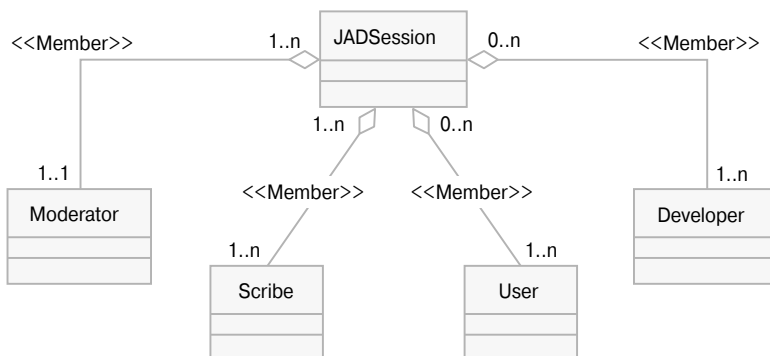 1..n
JADSession
0..n
<<Member>>
<<Member>>
1..n
0..n
1..1
1..n
<<Member>>
<<Member>>
Moderator
Developer
1..n
1..n
Scribe
User